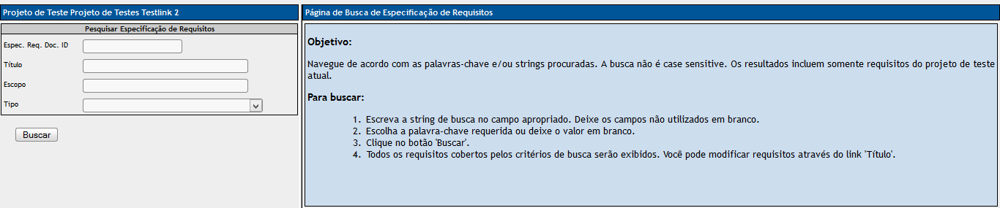 Projeto de Teste Projeto de Testes Testlink 2
Pesquisar Especificação de Requisitos
Espec. Req. Doc. ID
Título
Escopo
Tipo
Buscar
Página de Busca de Especificação de Requisitos
Objetivo:
Navegue de acordo com as palavras-chave e/ou strings procuradas. A busca não é case sensitive. Os resultados incluem somente requisitos do projeto de teste
atual.
Para buscar:
1. Escreva a string de busca no campo apropriado. Deixe os campos não utilizados em branco.
2. Escolha a palavra-chave requerida ou deixe o valor em branco.
3. Clique no botão 'Buscar'.
4. Todos os requisitos cobertos pelos critérios de busca serão exibidos. Você pode modificar requisitos através do link 'Título'.